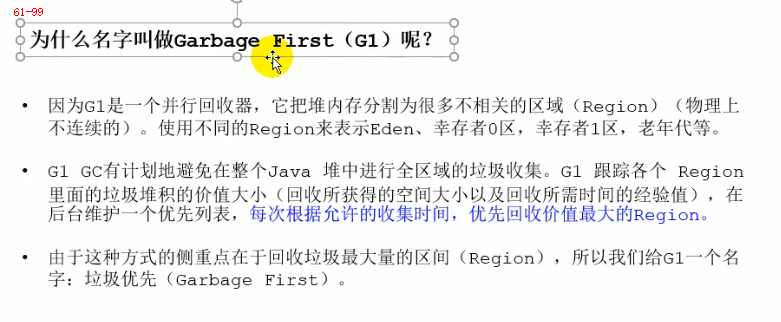 61-99
为什么名字叫做Garbage First（G1）呢？
• 因为G1是一个并行回收器，它把堆内存分割为很多不相关的区域（Region）（物理上
不连续的）。使用不同的Region来表示Eden、幸存者0区，幸存者1区，老年代等。
• G1 GC有计划地避免在整个Java 堆中进行全区域的垃圾收集。G1 跟踪各个 Region
里面的垃圾堆积的价值大小（回收所获得的空间大小以及回收所需时间的经验值），在
后台维护一个优先列表，每次根据允许的收集时间，优先回收价值最大的Region。
• 由于这种方式的侧重点在于回收垃圾最大量的区间（Region），所以我们给G1一个名
字：垃圾优先（Garbage First）。